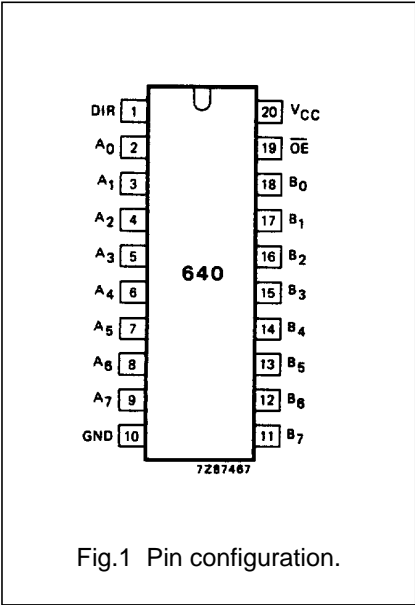 DIR 1 20 VCC
A0 2 19 OE
A1 3 18 B0
A2 4 17 B1
A3 5 16 B2
640
A4 6 15 B3
A5 7 14 B4
A6 8 13 B5
A7 9 12 B6
GND 10 11 B7
7Z87467
Fig.1 Pin configuration.